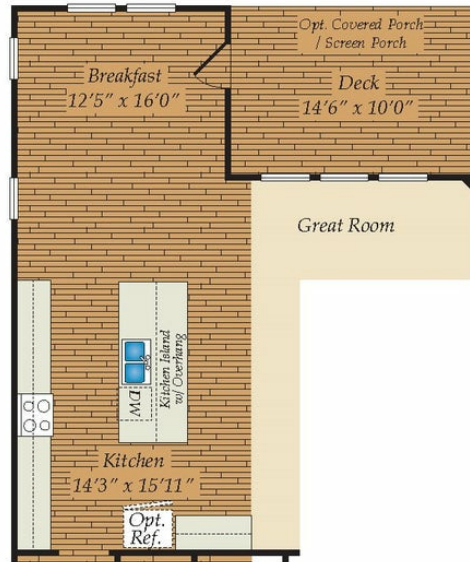 Opt. Covered Porch
/ Screen Porch
Breakfast
12'5" x 16'0"
Deck
14'6" x 10'0"
Great Room
Kitchen Island
w/ Overhang
DW
Kitchen
14'3" x 15'11"
Opt.
Ref.